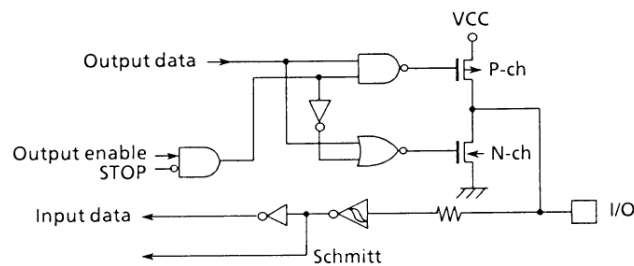 VCC
Output data
P-ch
Output enable
STOP
N-ch
Input data
I/O
Schmitt